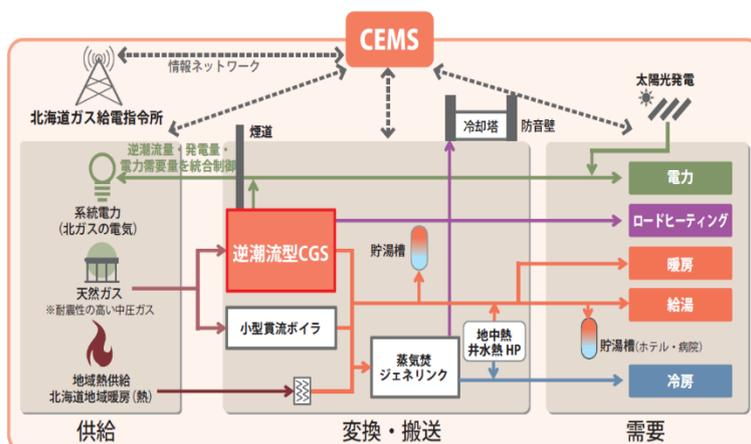 CEMS
情報ネットワーク
北海道ガス給電指令所
太陽光発電
煙道
冷却塔
防音壁
逆潮流量・発電量・
電力需要量を統合制御
電力
系統電力
(北ガスの電気)
逆潮流型CGS
ロードヒーティング
貯湯槽
暖房
天然ガス
※耐震性の高い中圧ガス
給湯
小型貫流ボイラ
地中熱
井水熱 HP
貯湯槽(ホテル・病院)
蒸気焚
ジェネリンク
地域熱供給
北海道地域暖房(熱)
冷房
供給
変換・搬送
需要